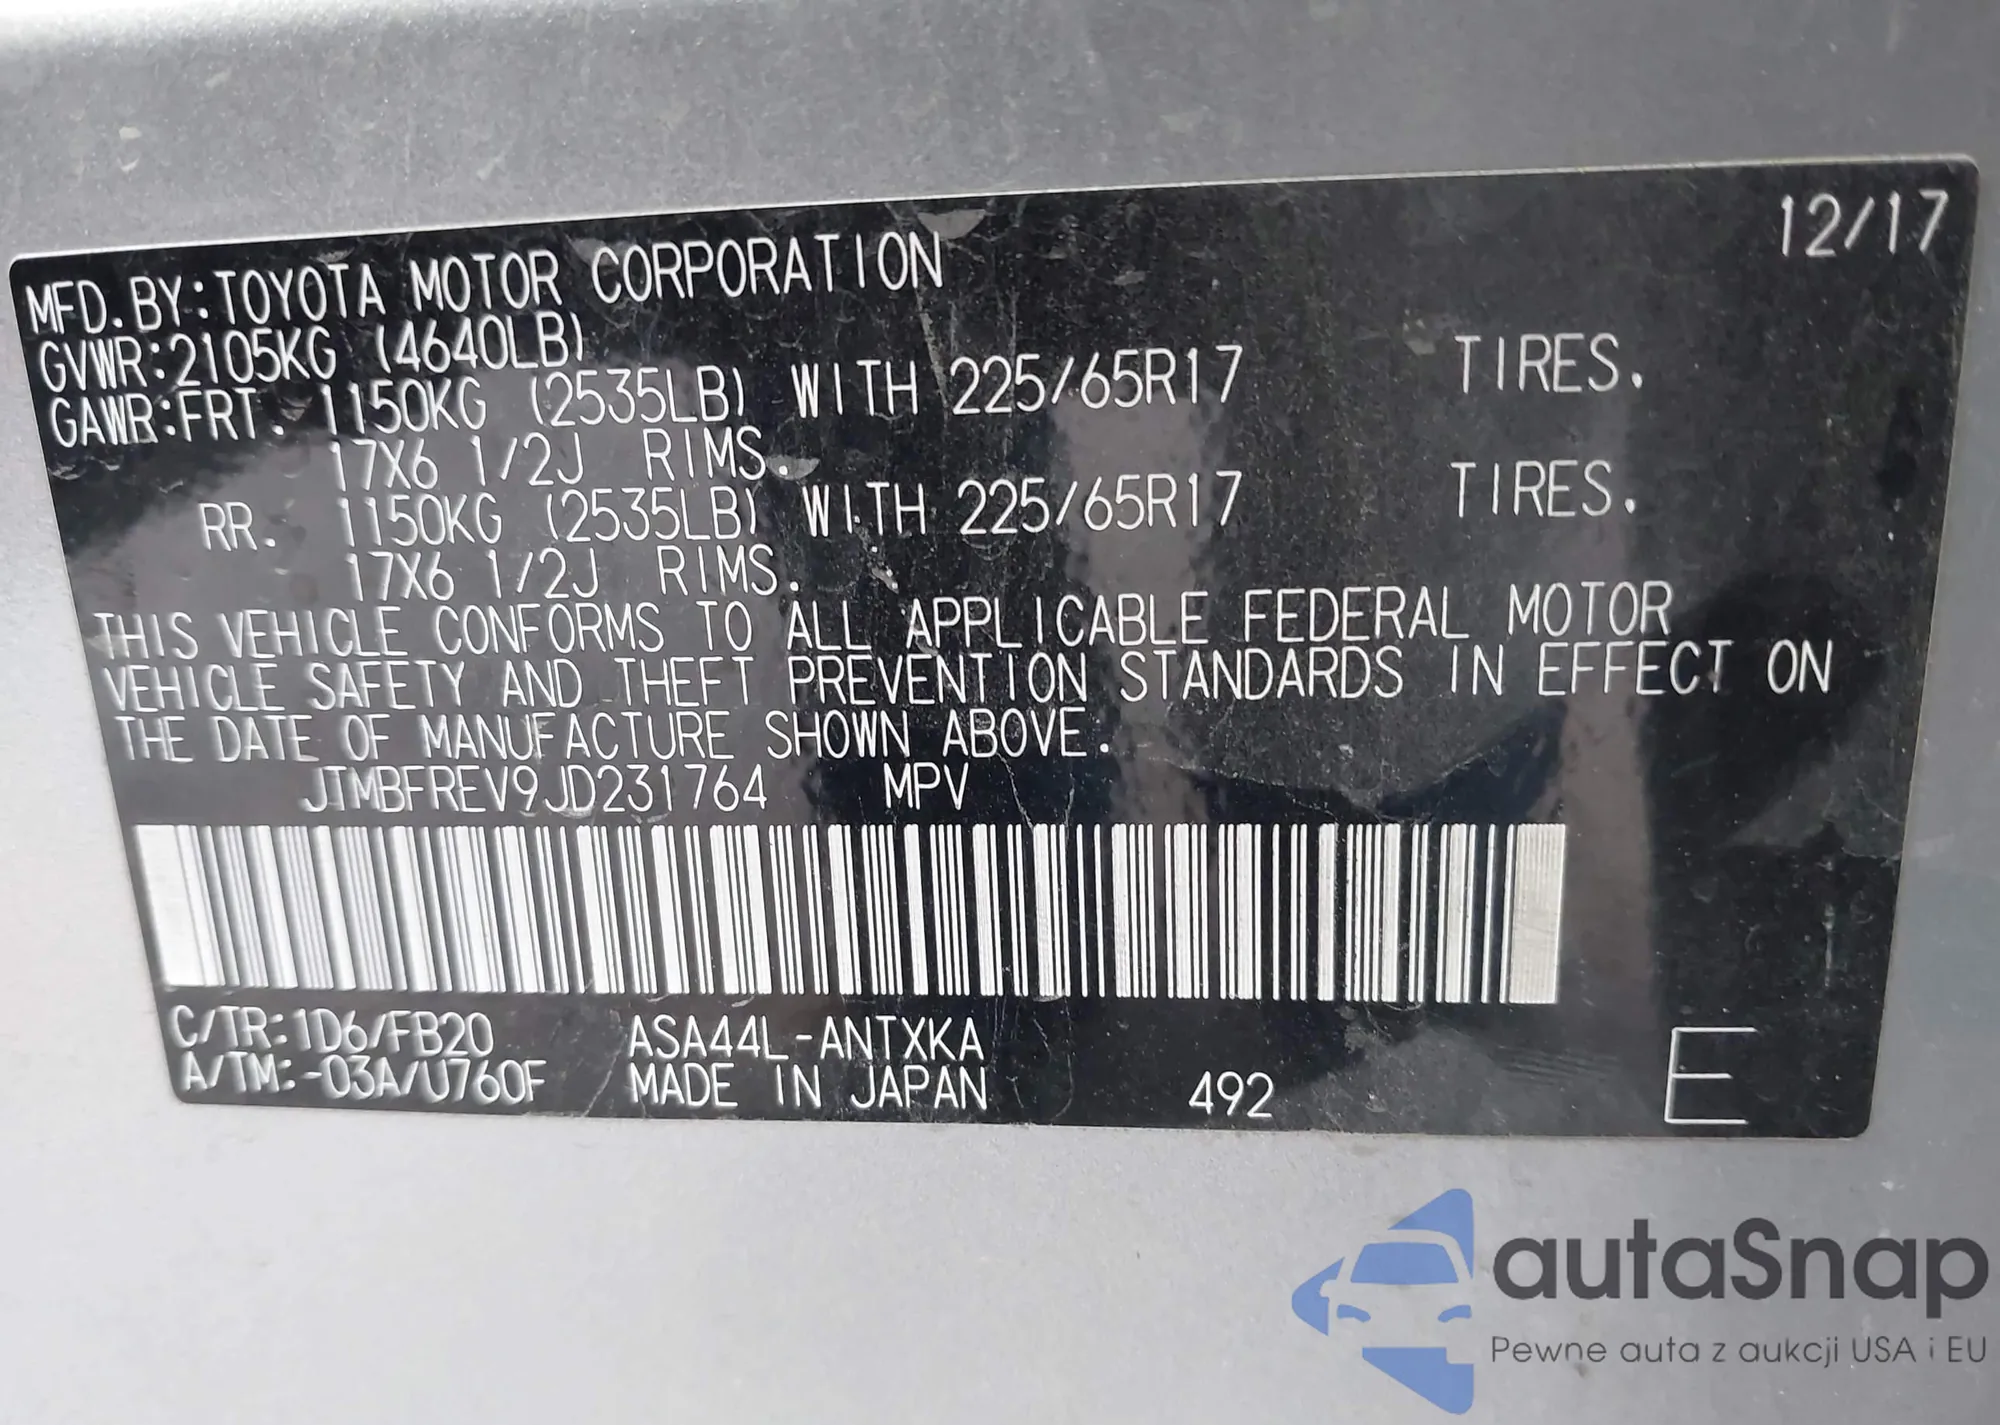 12/17
MFD. BY:TOYOTA MOTOR CORPORATION
GVWR:2105KG (4640LB)
GAWR:FRT. 1150KG (2535LB) WITH 225/65R17 TIRES.
17X6 1/2J RIMS.
RR. 1150KG (2535LB) WITH 225/65R17 TIRES.
17X6 1/2J RIMS.
THIS VEHICLE CONFORMS TO ALL APPLICABLE FEDERAL MOTOR
VEHICLE SAFETY AND THEFT PREVENTION STANDARDS IN EFFECT ON
THE DATE OF MANUFACTURE SHOWN ABOVE.
JTMBFREV9JD231764 MPV
C/TR:1D6/FB20 ASA44L-ANTXKA
A/TM:-03A/U760F MADE IN JAPAN 492 E
autaSnap
Pewne auta z aukcji USA i EU